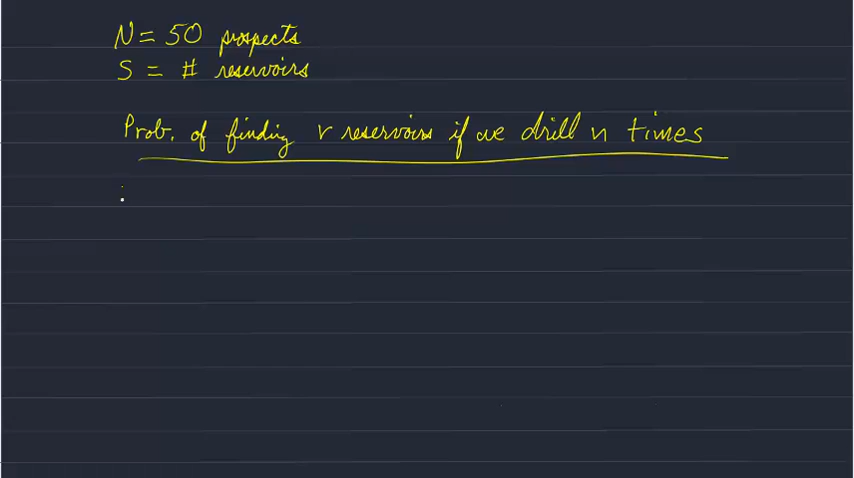 N = 50 prospects
S = # reservoirs
Prob. of finding r reservoirs if we drill n times